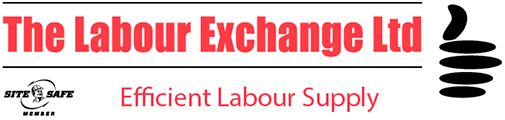 The Labour Exchange Ltd
SITE SAFE
MEMBER
Efficient Labour Supply